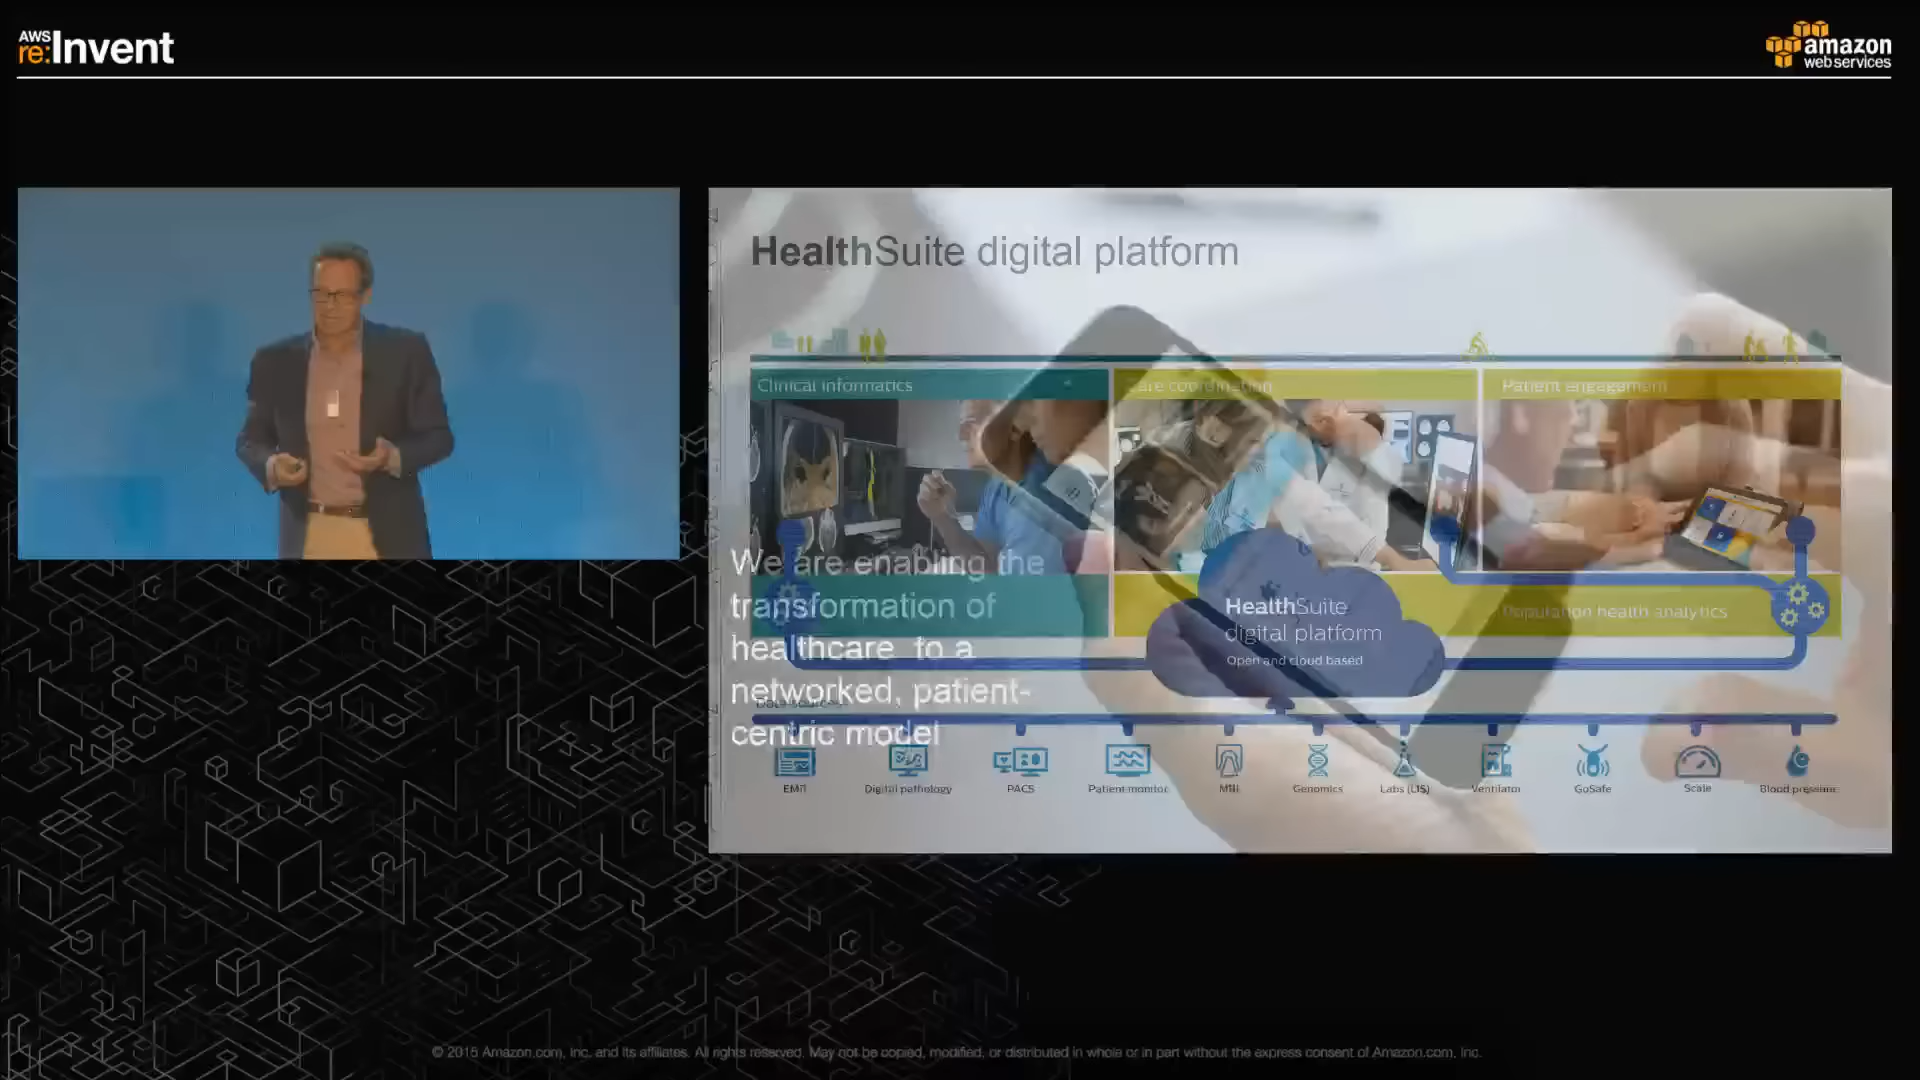 AWS
re:Invent
amazon
web services
HealthSuite digital platform
Clinical informatics
Care coordination
Patient engagement
We are enabling the
transformation of
healthcare to a
networked, patient-
centric model
HealthSuite
digital platform
Open and cloud based
Population health analytics
Data sources
EMR
Digital pathology
PACS
Patient monitor
MRI
Genomics
Labs (LIS)
Ventilator
GoSafe
Scale
Blood pressure
© 2015 Amazon.com, Inc. and its affiliates. All rights reserved. May not be copied, modified, or distributed in whole or in part without the express consent of Amazon.com, Inc.